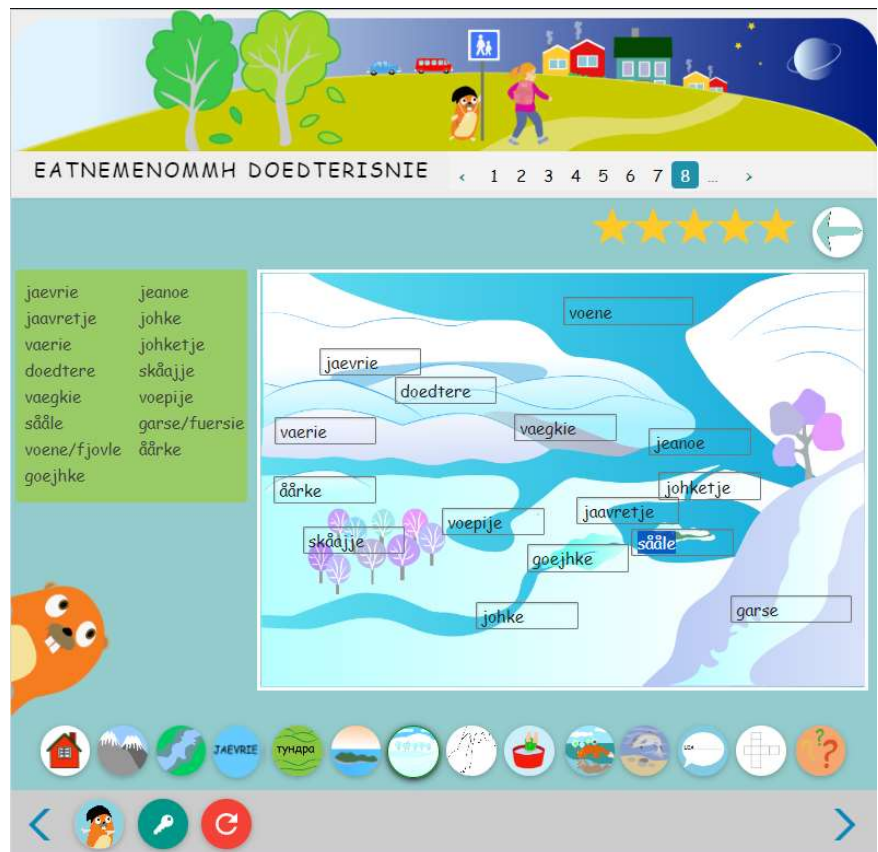 EATNEMENOMMH DOEDTERISNIE
‹ 1 2 3 4 5 6 7 8 ... ›
jaevrie jeanoe
jaavretje johke
vaerie johketje
doedtere skåajje
vaegkie voepije
sååle garse/fuersie
voene/fjovle åårke
goejhke
voene
jaevrie
doedtere
vaerie
vaegkie
jeanoe
åårke
johketje
jaavretje
voepije
skåajje
sååle
goejhke
johke
garse
JAEVRIE
тундра